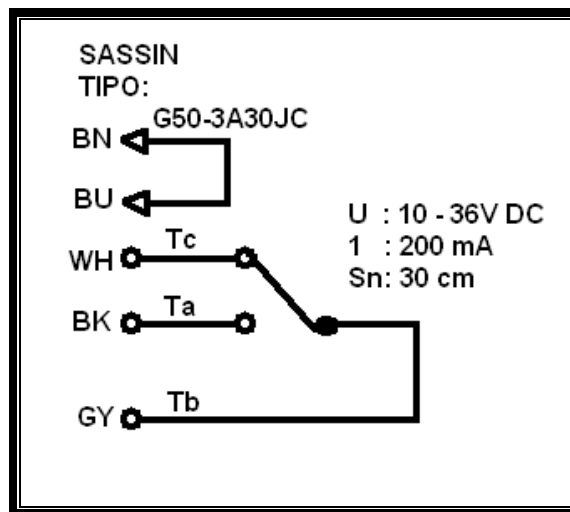 SASSIN
TIPO:
G50-3A30JC
BN
BU
U : 10 - 36V DC
1 : 200 mA
Sn: 30 cm
WH Tc
BK Ta
GY Tb